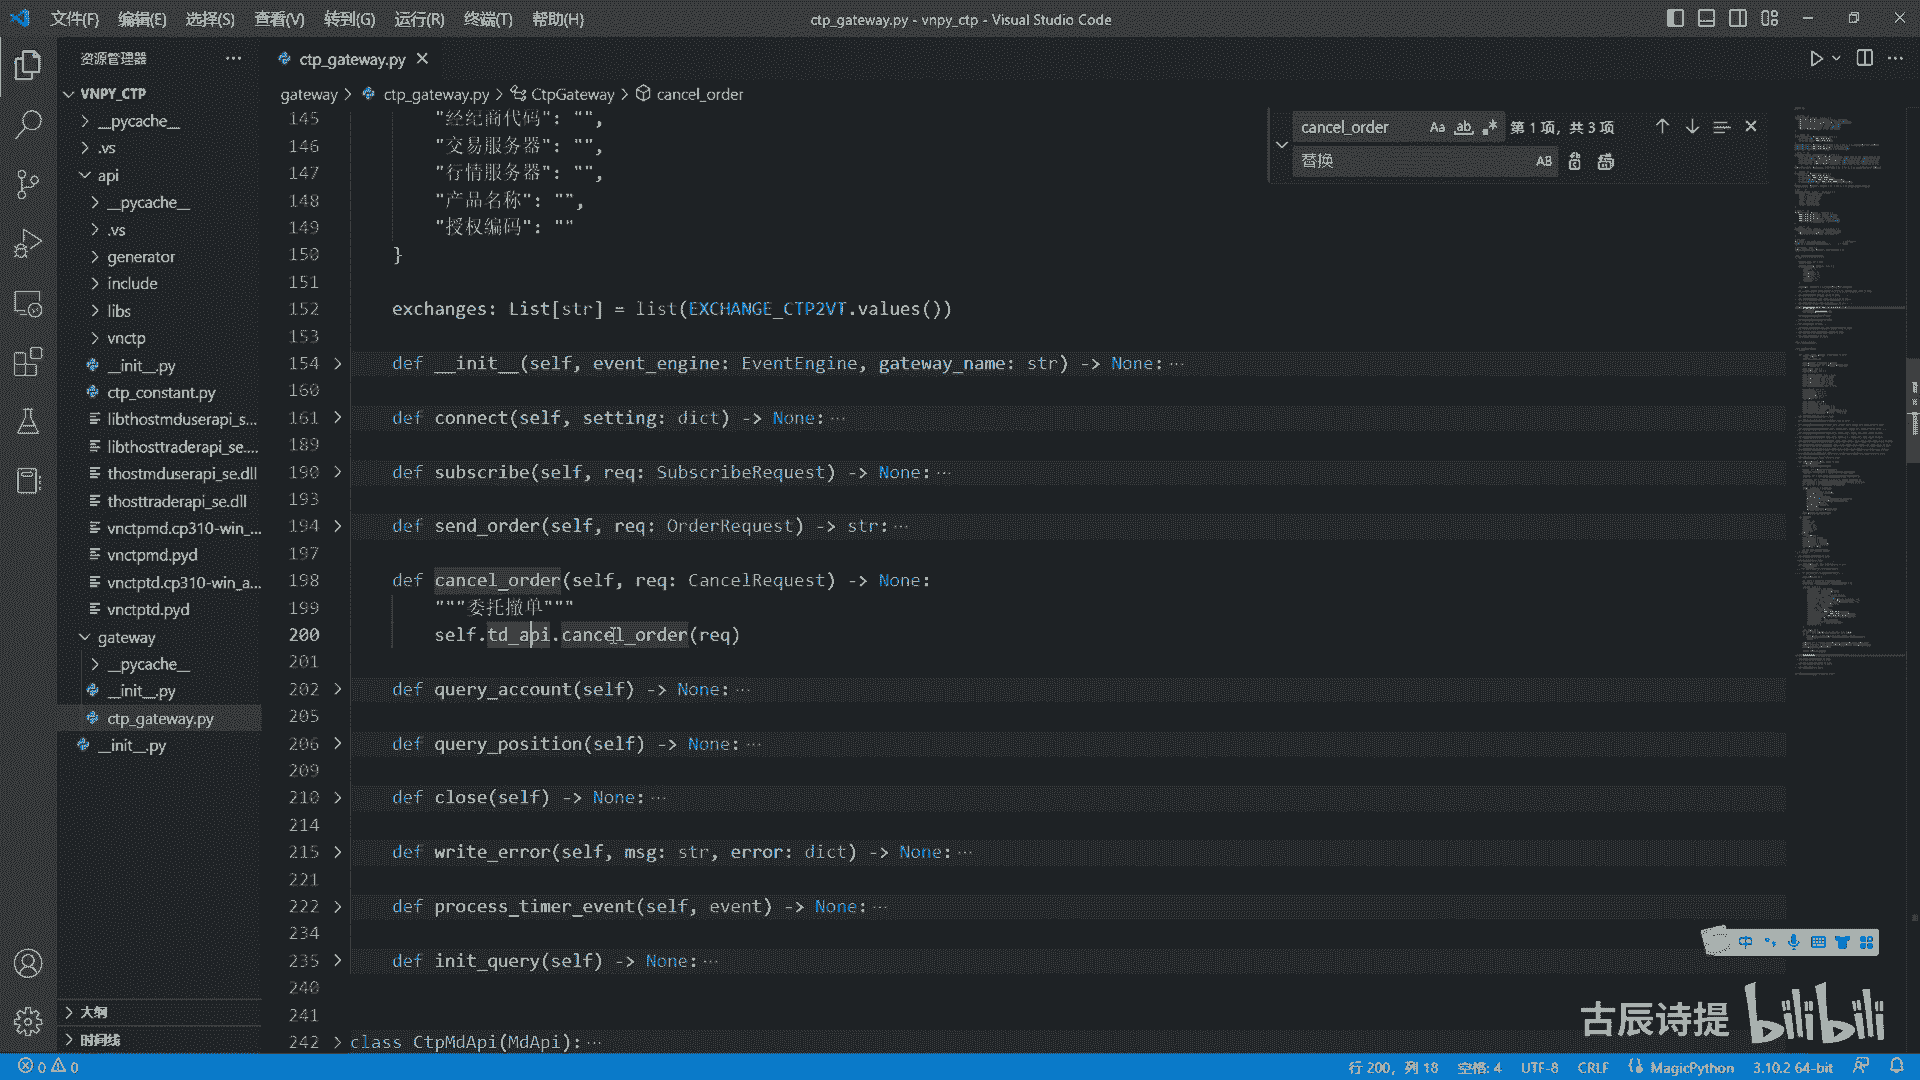 文件(F) 编辑(E) 选择(S) 查看(V) 转到(G) 运行(R) 终端(T) 帮助(H)
ctp_gateway.py - vnpy_ctp - Visual Studio Code
资源管理器
ctp_gateway.py
VNPY_CTP
__pycache__
.vs
api
__pycache__
.vs
generator
include
libs
vnctp
__init__.py
ctp_constant.py
libthostmduserapi_s...
libthosttraderapi_se....
thostmduserapi_se.dll
thosttraderapi_se.dll
vnctpmd.cp310-win_...
vnctpmd.pyd
vnctptd.cp310-win_a...
vnctptd.pyd
gateway
__pycache__
__init__.py
ctp_gateway.py
__init__.py
大纲
时间线
gateway > ctp_gateway.py > CtpGateway > cancel_order
cancel_order Aa ab .* 第 1 项, 共 3 项
替换 AB
145 "经纪商代码": "",
146 "交易服务器": "",
147 "行情服务器": "",
148 "产品名称": "",
149 "授权编码": ""
150 }
151
152 exchanges: List[str] = list(EXCHANGE_CTP2VT.values())
153
154 def __init__(self, event_engine: EventEngine, gateway_name: str) -> None:···
160
161 def connect(self, setting: dict) -> None:···
189
190 def subscribe(self, req: SubscribeRequest) -> None:···
193
194 def send_order(self, req: OrderRequest) -> str:···
197
198 def cancel_order(self, req: CancelRequest) -> None:
199 """委托撤单"""
200 self.td_api.cancel_order(req)
201
202 def query_account(self) -> None:···
205
206 def query_position(self) -> None:···
209
210 def close(self) -> None:···
214
215 def write_error(self, msg: str, error: dict) -> None:···
221
222 def process_timer_event(self, event) -> None:···
234
235 def init_query(self) -> None:···
240
241
242 class CtpMdApi(MdApi):···
中
古辰诗提 bilibili
0 0
行 200, 列 18 空格: 4 UTF-8 CRLF MagicPython 3.10.2 64-bit